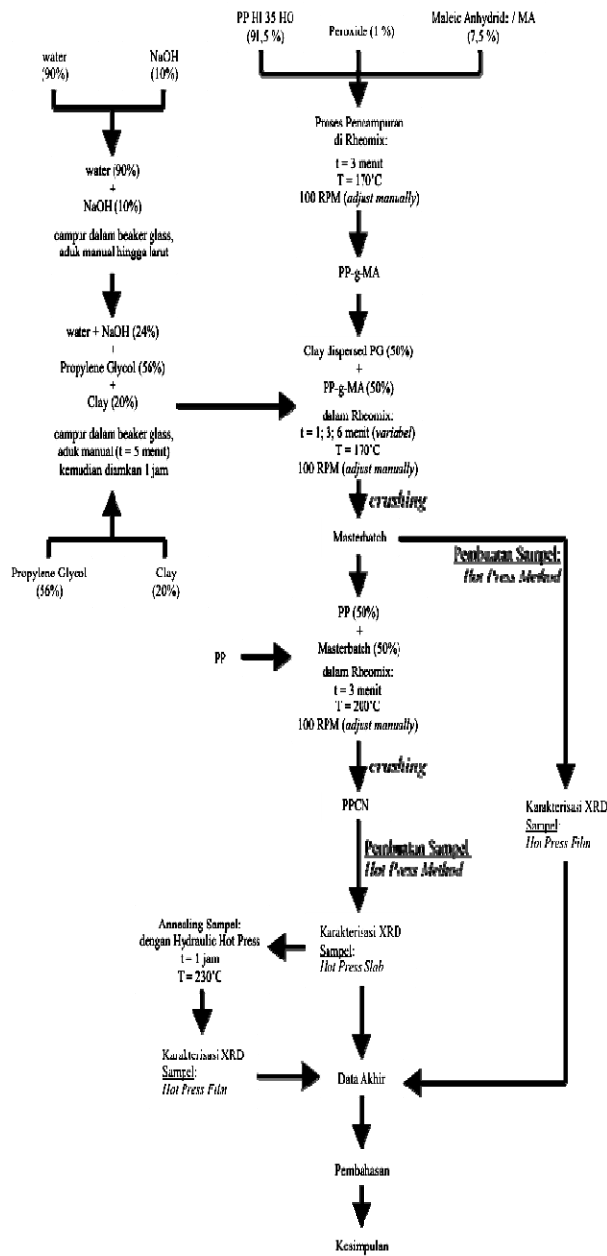 PP HI 35 HO
(91,5 %)
Peroxide (1 %)
Maleic Anhydride / MA
(7,5 %)
water
(90%)
NaOH
(10%)
Proses Pencampuran
di Rheomix:
t = 3 menit
T = 170°C
100 RPM (adjust manually)
water (90%)
+
NaOH (10%)
campur dalam beaker glass,
aduk manual hingga larut
PP-g-MA
water + NaOH (24%)
+
Propylene Glycol (56%)
+
Clay (20%)
campur dalam beaker glass,
aduk manual (t = 5 menit)
kemudian diamkan 1 jam
Clay dispersed PG (50%)
+
PP-g-MA (50%)
dalam Rheomix:
t = 1; 3; 6 menit (variabel)
T = 170°C
100 RPM (adjust manually)
crushing
Propylene Glycol
(56%)
Clay
(20%)
Masterbatch
Pembuatan Sampel:
Hot Press Method
PP
PP (50%)
+
Masterbatch (50%)
dalam Rheomix:
t = 3 menit
T = 200°C
100 RPM (adjust manually)
crushing
PPCN
Karakterisasi XRD
Sampel:
Hot Press Film
Pembuatan Sampel
Hot Press Method
Annealing Sampel:
dengan Hydraulic Hot Press
t = 1 jam
T = 230°C
Karakterisasi XRD
Sampel:
Hot Press Slab
Karakterisasi XRD
Sampel:
Hot Press Film
Data Akhir
Pembahasan
Kesimpulan